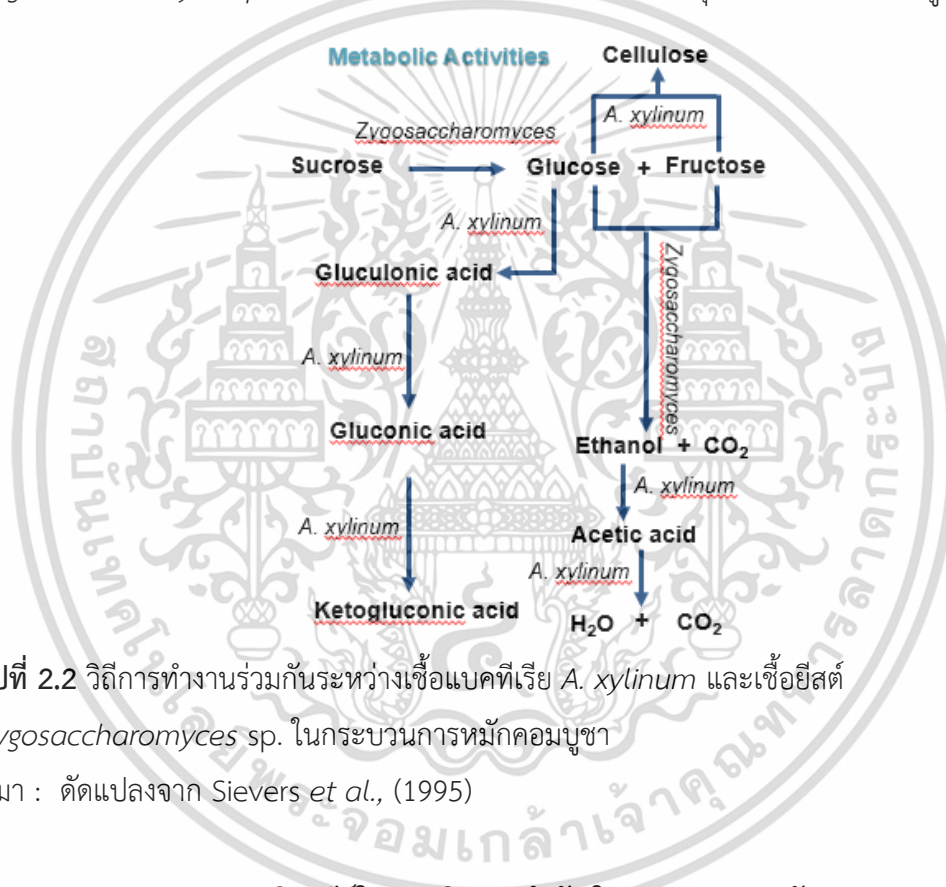 Metabolic Activities
Cellulose
A. xylinum
Zygosaccharomyces
Sucrose Glucose + Fructose
A. xylinum
Gluculonic acid
Zygosaccharomyces
A. xylinum
Gluconic acid
Ethanol + CO₂
A. xylinum
A. xylinum
Acetic acid
A. xylinum
Ketogluconic acid
H₂O + CO₂
ปที่ 2.2 วิถีการทำงานร่วมกันระหว่างเชื้อแบคทีเรีย A. xylinum และเชื้อยีสต์
ygosaccharomyces sp. ในกระบวนการหมักคอมบูชา
มา : ดัดแปลงจาก Sievers et al., (1995)